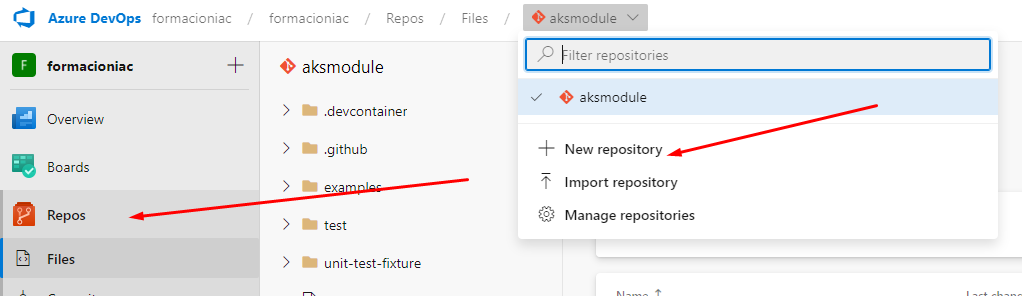 Azure DevOps formacioniac / formacioniac / Repos / Files / aksmodule
F formacioniac
Overview
Boards
Repos
Files
aksmodule
.devcontainer
.github
examples
test
unit-test-fixture
Filter repositories
aksmodule
New repository
Import repository
Manage repositories
Name ↑
Last